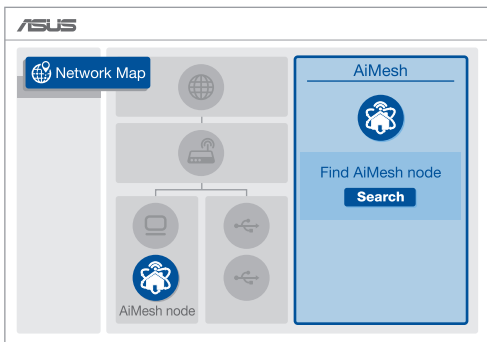 ASUS
Network Map
AiMesh
Find AiMesh node
Search
AiMesh node